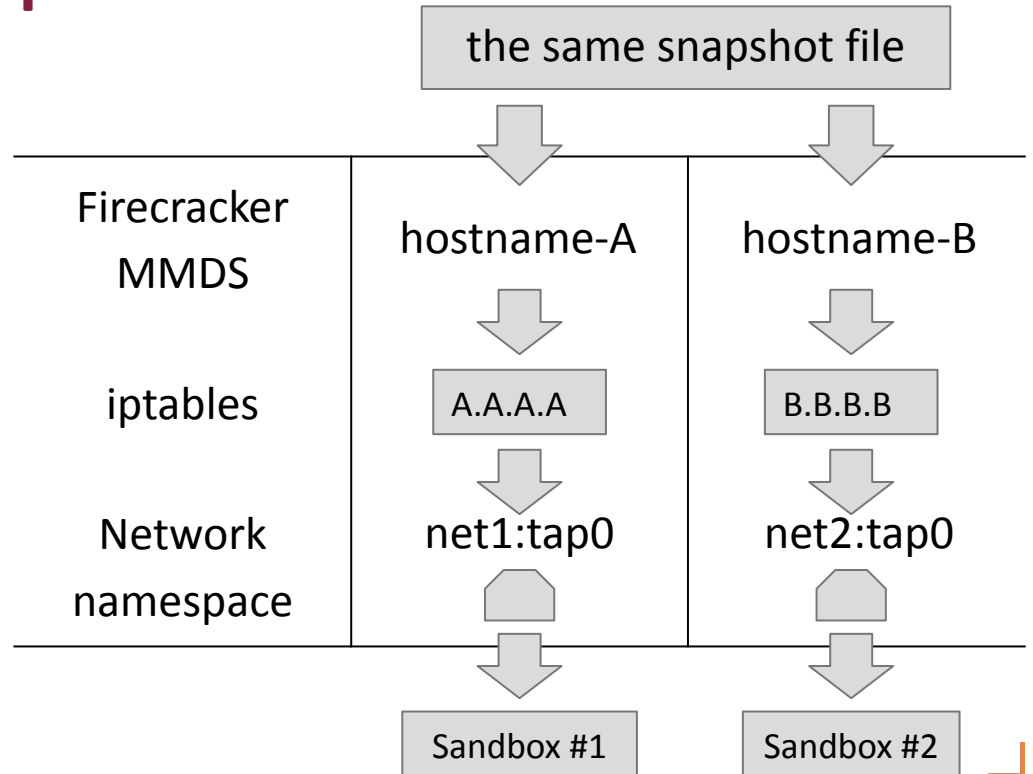 the same snapshot file
Firecracker
MMDS
hostname-A
hostname-B
iptables
A.A.A.A
B.B.B.B
Network
namespace
net1:tap0
net2:tap0
Sandbox #1
Sandbox #2